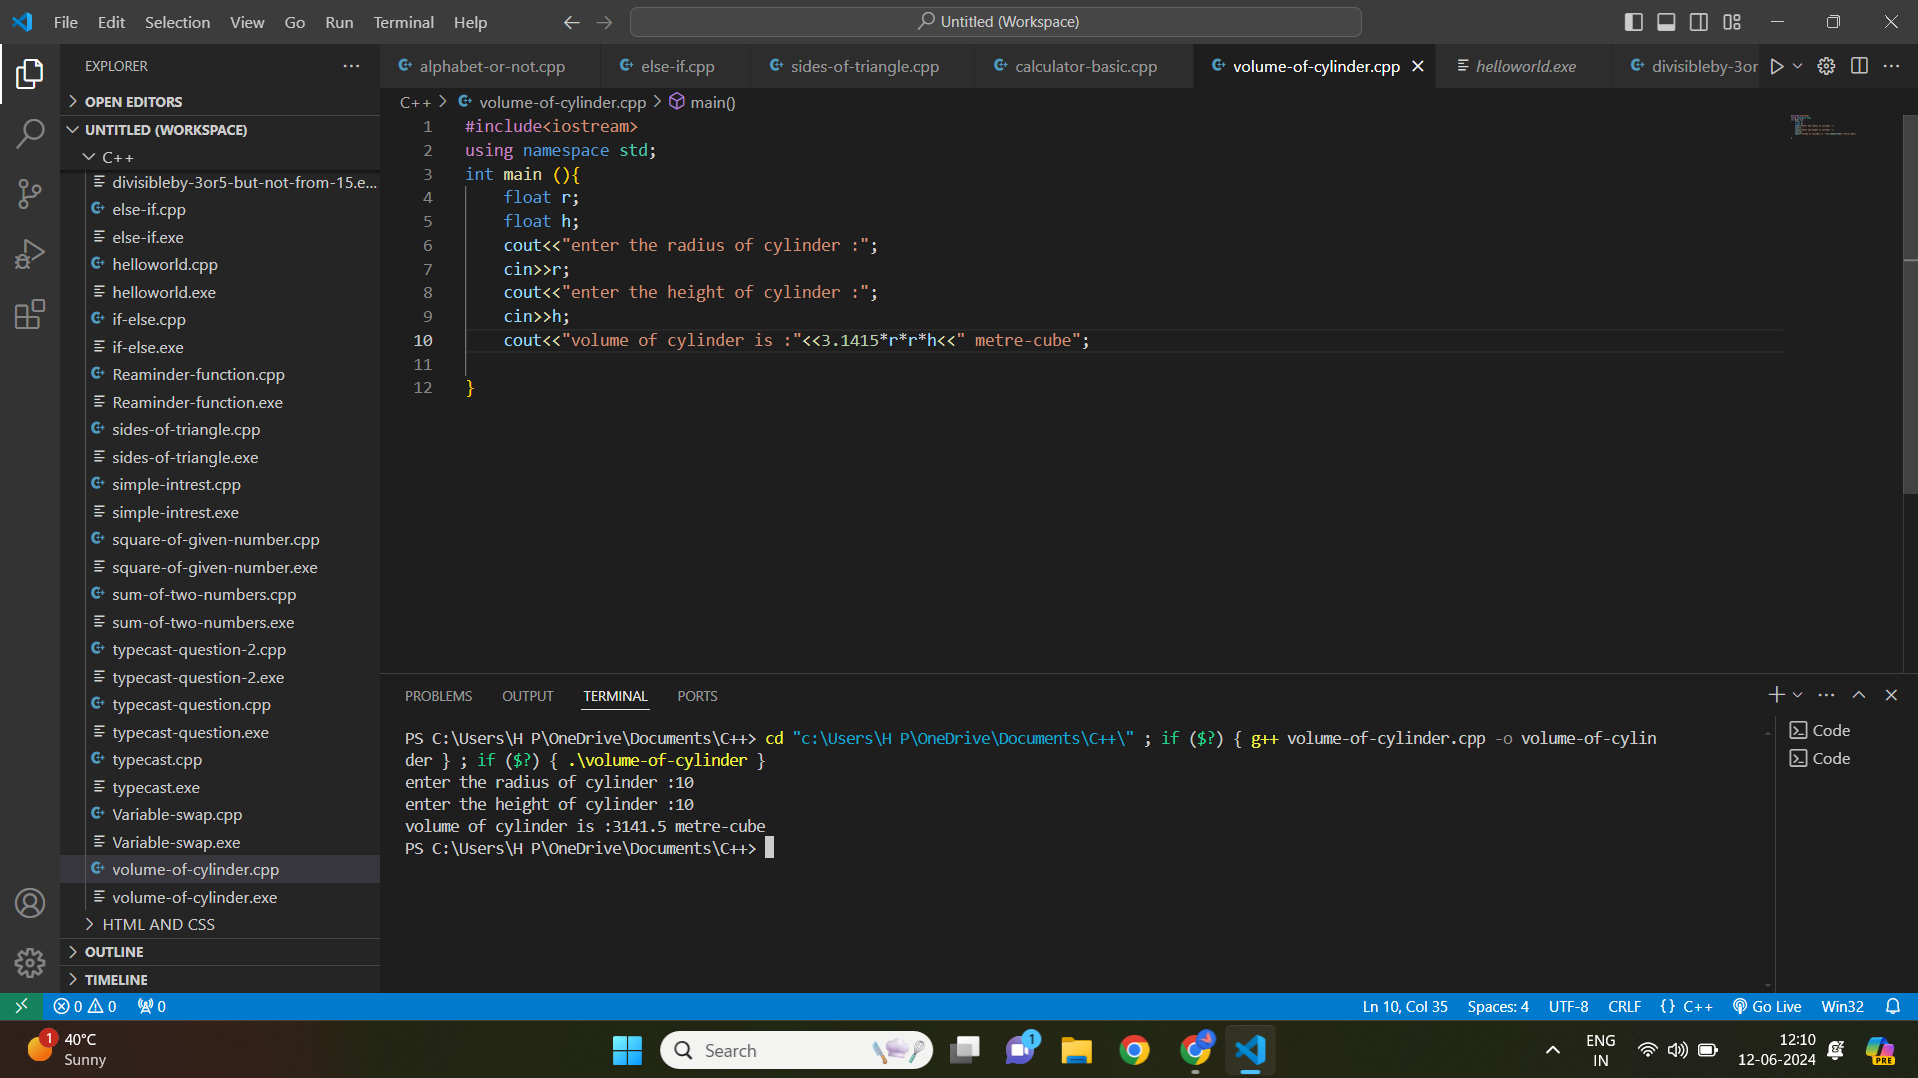 File Edit Selection View Go Run Terminal Help
Untitled (Workspace)
EXPLORER
alphabet-or-not.cpp
else-if.cpp
sides-of-triangle.cpp
calculator-basic.cpp
volume-of-cylinder.cpp
helloworld.exe
divisibleby-3or
OPEN EDITORS
UNTITLED (WORKSPACE)
C++
divisibleby-3or5-but-not-from-15.e...
else-if.cpp
else-if.exe
helloworld.cpp
helloworld.exe
if-else.cpp
if-else.exe
Reaminder-function.cpp
Reaminder-function.exe
sides-of-triangle.cpp
sides-of-triangle.exe
simple-intrest.cpp
simple-intrest.exe
square-of-given-number.cpp
square-of-given-number.exe
sum-of-two-numbers.cpp
sum-of-two-numbers.exe
typecast-question-2.cpp
typecast-question-2.exe
typecast-question.cpp
typecast-question.exe
typecast.cpp
typecast.exe
Variable-swap.cpp
Variable-swap.exe
volume-of-cylinder.cpp
volume-of-cylinder.exe
HTML AND CSS
OUTLINE
TIMELINE
C++ > volume-of-cylinder.cpp > main()
1 #include<iostream>
2 using namespace std;
3 int main (){
4 float r;
5 float h;
6 cout<<"enter the radius of cylinder :";
7 cin>>r;
8 cout<<"enter the height of cylinder :";
9 cin>>h;
10 cout<<"volume of cylinder is :"<<3.1415*r*r*h<<" metre-cube";
11
12 }
PROBLEMS OUTPUT TERMINAL PORTS
PS C:\Users\H P\OneDrive\Documents\C++> cd "c:\Users\H P\OneDrive\Documents\C++\" ; if ($?) { g++ volume-of-cylinder.cpp -o volume-of-cylin
der } ; if ($?) { .\volume-of-cylinder }
enter the radius of cylinder :10
enter the height of cylinder :10
volume of cylinder is :3141.5 metre-cube
PS C:\Users\H P\OneDrive\Documents\C++>
Code
Code
0 0 0
Ln 10, Col 35 Spaces: 4 UTF-8 CRLF {} C++ Go Live Win32
1
40°C
Sunny
Search
1
ENG
IN
12:10
12-06-2024
PRE